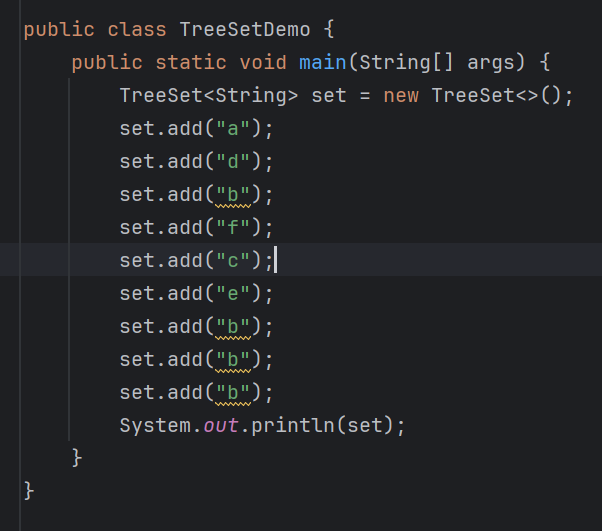 public class TreeSetDemo {
    public static void main(String[] args) {
        TreeSet<String> set = new TreeSet<>();
        set.add("a");
        set.add("d");
        set.add("b");
        set.add("f");
        set.add("c");
        set.add("e");
        set.add("b");
        set.add("b");
        set.add("b");
        System.out.println(set);
    }
}